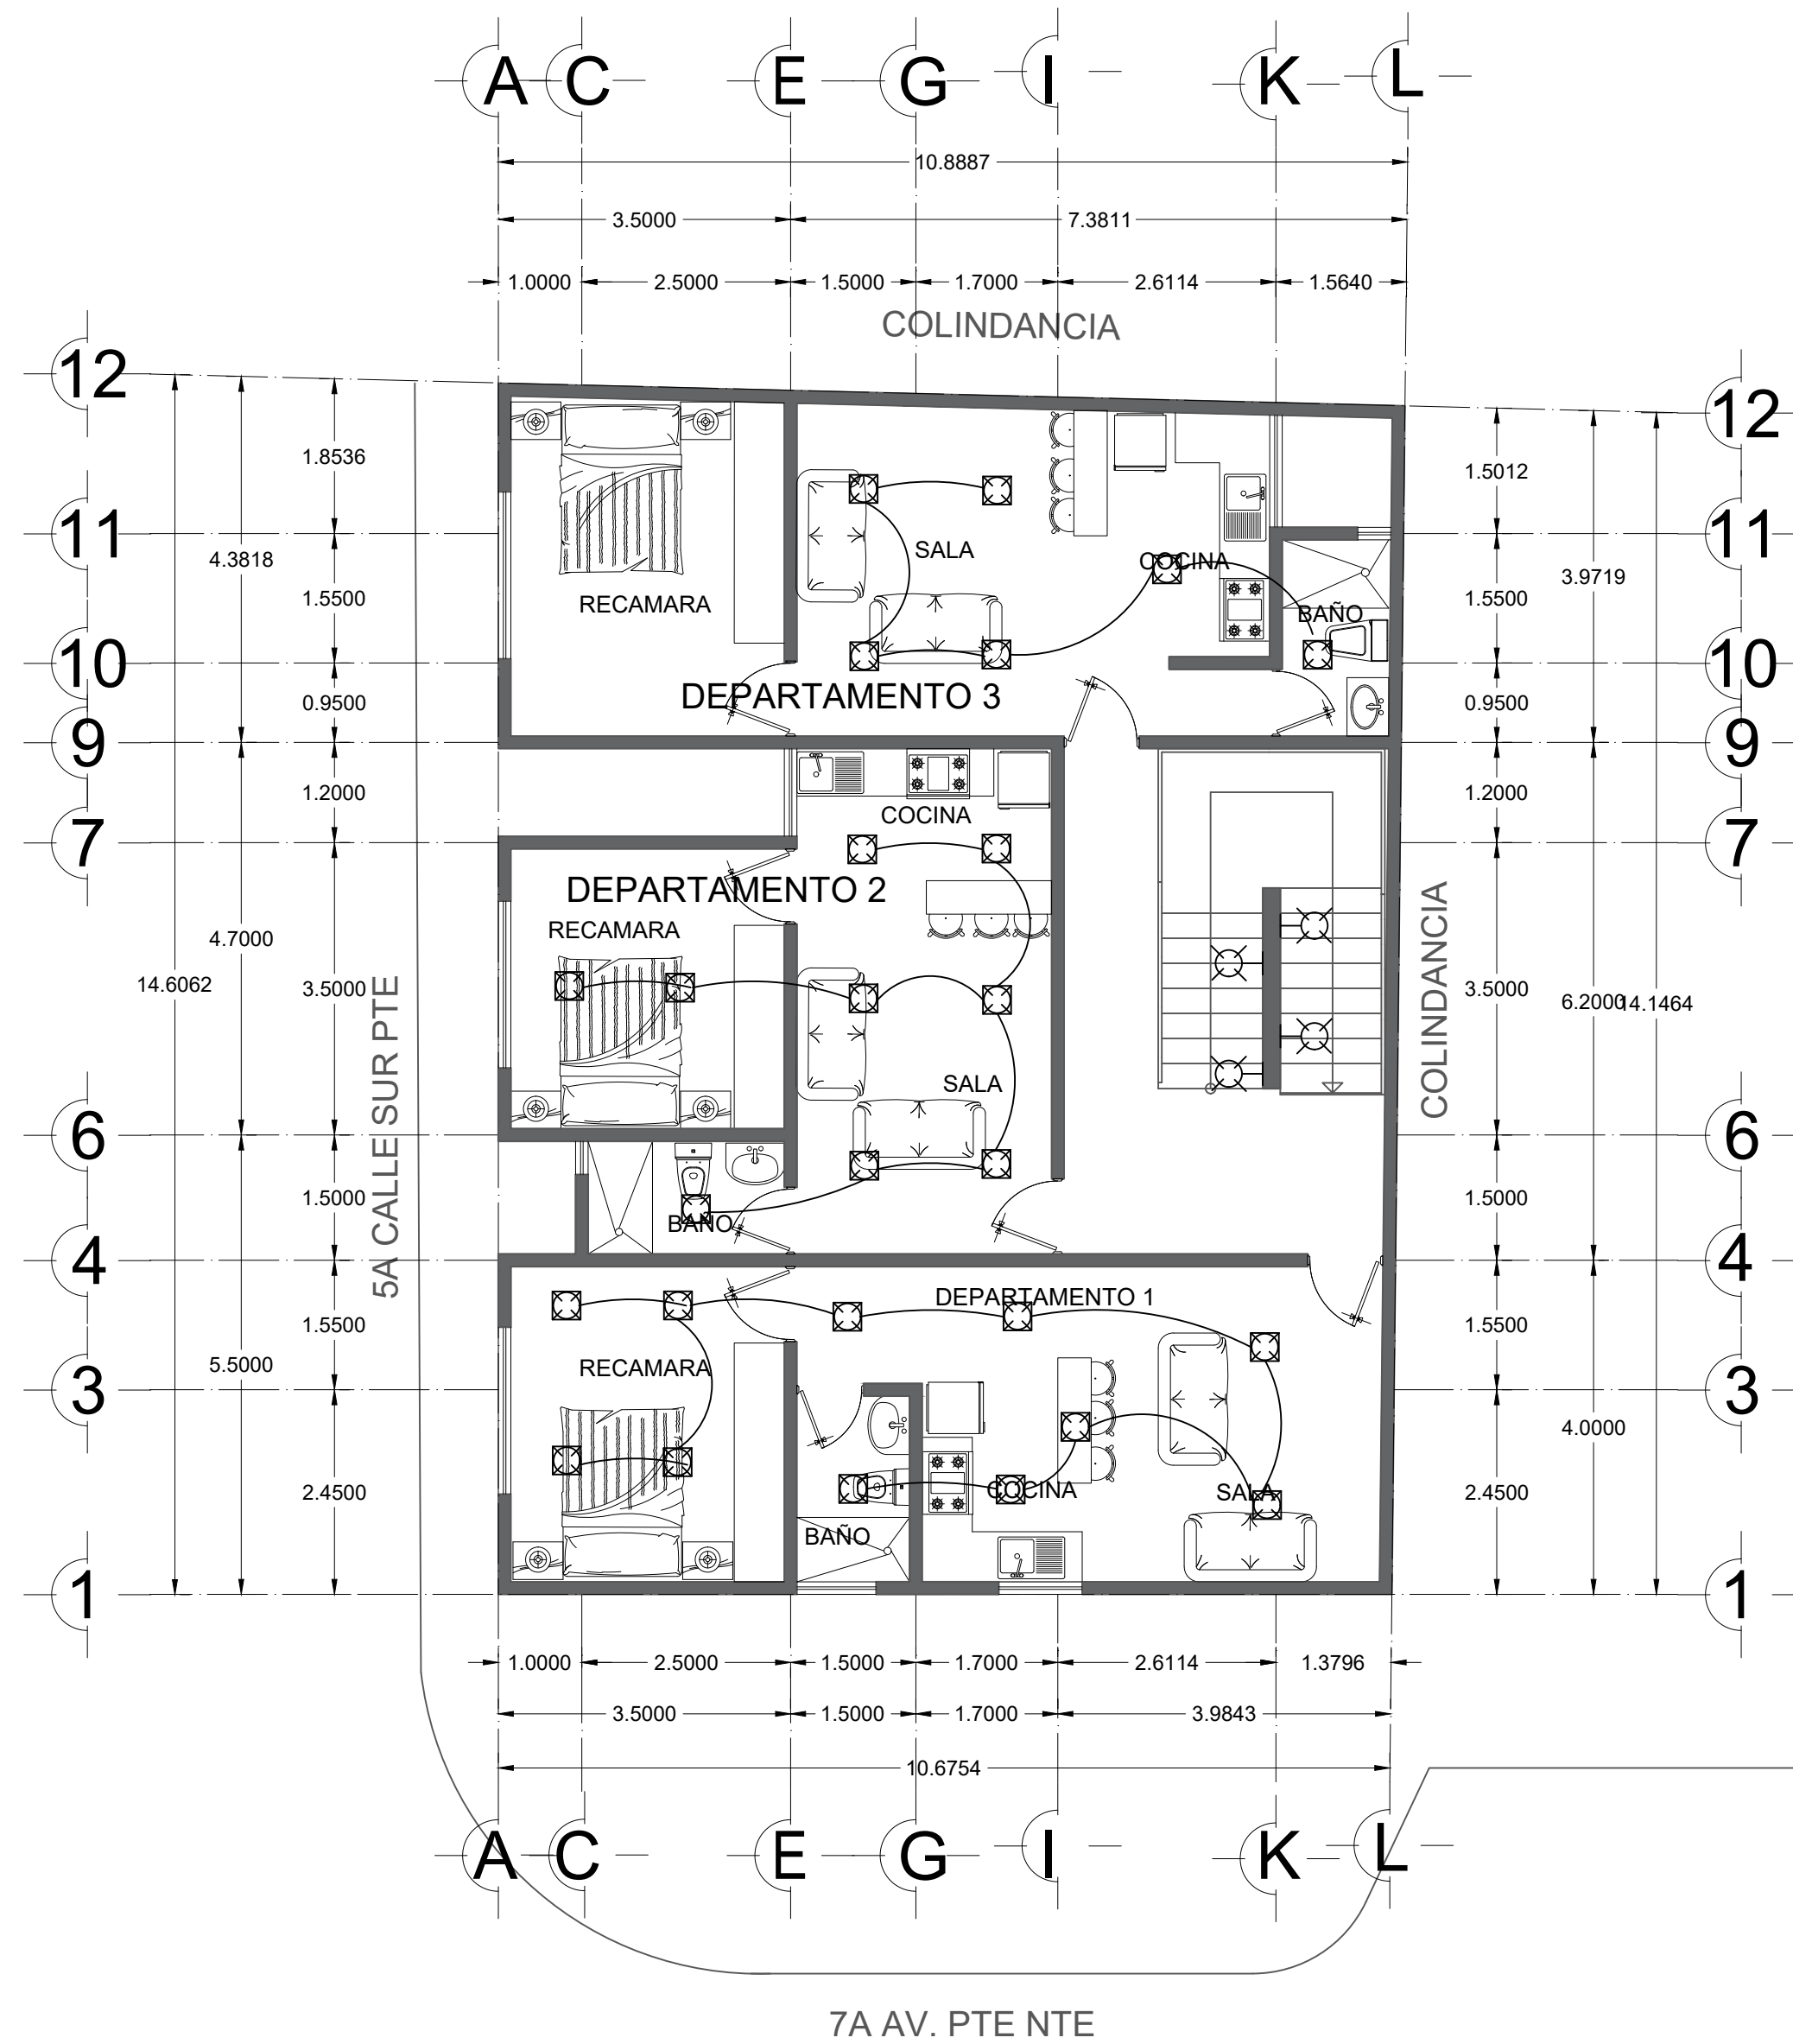 A C E G I K L
10.8887
3.5000 7.3811
1.0000 2.5000 1.5000 1.7000 2.6114 1.5640
COLINDANCIA
12 12
1.8536 1.5012
11 11
4.3818 3.9719
SALA
COCINA
1.5500 1.5500
RECAMARA
BAÑO
10 10
DEPARTAMENTO 3
0.9500 0.9500
9 9
1.2000 1.2000
COCINA
7 7
DEPARTAMENTO 2
RECAMARA
4.7000
14.6062
3.5000 3.5000
6.2000
14.1464
5A CALLE SUR PTE
COLINDANCIA
SALA
6 6
1.5000 1.5000
BAÑO
4 4
DEPARTAMENTO 1
1.5500 1.5500
5.5000
RECAMARA
3 3
4.0000
2.4500 2.4500
COCINA
SALA
BAÑO
1 1
1.0000 2.5000 1.5000 1.7000 2.6114 1.3796
3.5000 1.5000 1.7000 3.9843
10.6754
A C E G I K L
7A AV. PTE NTE